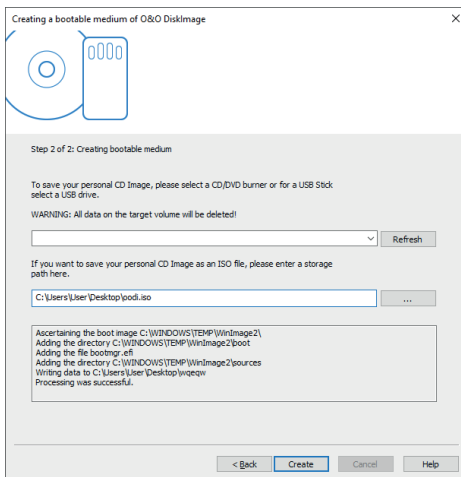 Creating a bootable medium of O&O DiskImage
Step 2 of 2: Creating bootable medium
To save your personal CD Image, please select a CD/DVD burner or for a USB Stick
select a USB drive.
WARNING: All data on the target volume will be deleted!
Refresh
If you want to save your personal CD Image as an ISO file, please enter a storage
path here.
C:\Users\User\Desktop\podi.iso
...
Ascertaining the boot image C:\WINDOWS\TEMP\WinImage2\
Adding the directory C:\WINDOWS\TEMP\WinImage2\boot
Adding the file bootmgr.efi
Adding the directory C:\WINDOWS\TEMP\WinImage2\sources
Writing data to C:\Users\User\Desktop\wqeqw
Processing was successful.
< Back Create Cancel Help